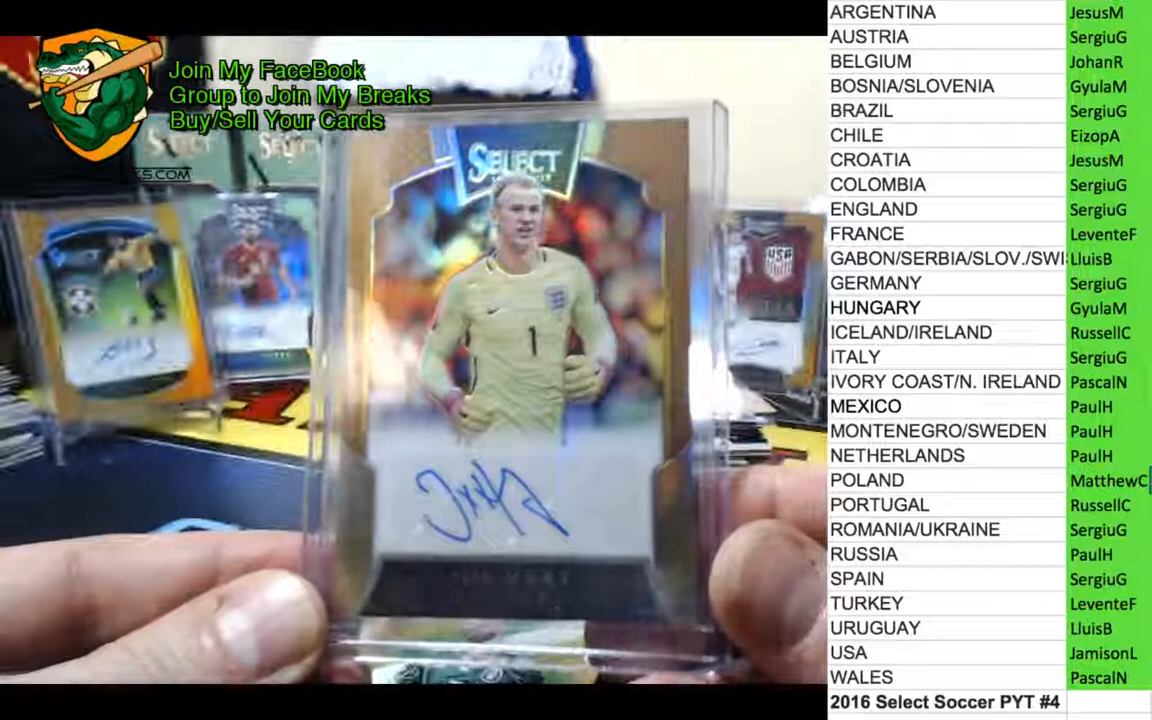 Join My FaceBook
Group to Join My Breaks
Buy/Sell Your Cards
KS.COM
SELECT
1
USA
ARGENTINA JesusM
AUSTRIA SergiuG
BELGIUM JohanR
BOSNIA/SLOVENIA GyulaM
BRAZIL SergiuG
CHILE EizopA
CROATIA JesusM
COLOMBIA SergiuG
ENGLAND SergiuG
FRANCE LeventeF
GABON/SERBIA/SLOV./SWI LluisB
GERMANY SergiuG
HUNGARY GyulaM
ICELAND/IRELAND RussellC
ITALY SergiuG
IVORY COAST/N. IRELAND PascalN
MEXICO PaulH
MONTENEGRO/SWEDEN PaulH
NETHERLANDS PaulH
POLAND MatthewC
PORTUGAL RussellC
ROMANIA/UKRAINE SergiuG
RUSSIA PaulH
SPAIN SergiuG
TURKEY LeventeF
URUGUAY LluisB
USA JamisonL
WALES PascalN
2016 Select Soccer PYT #4